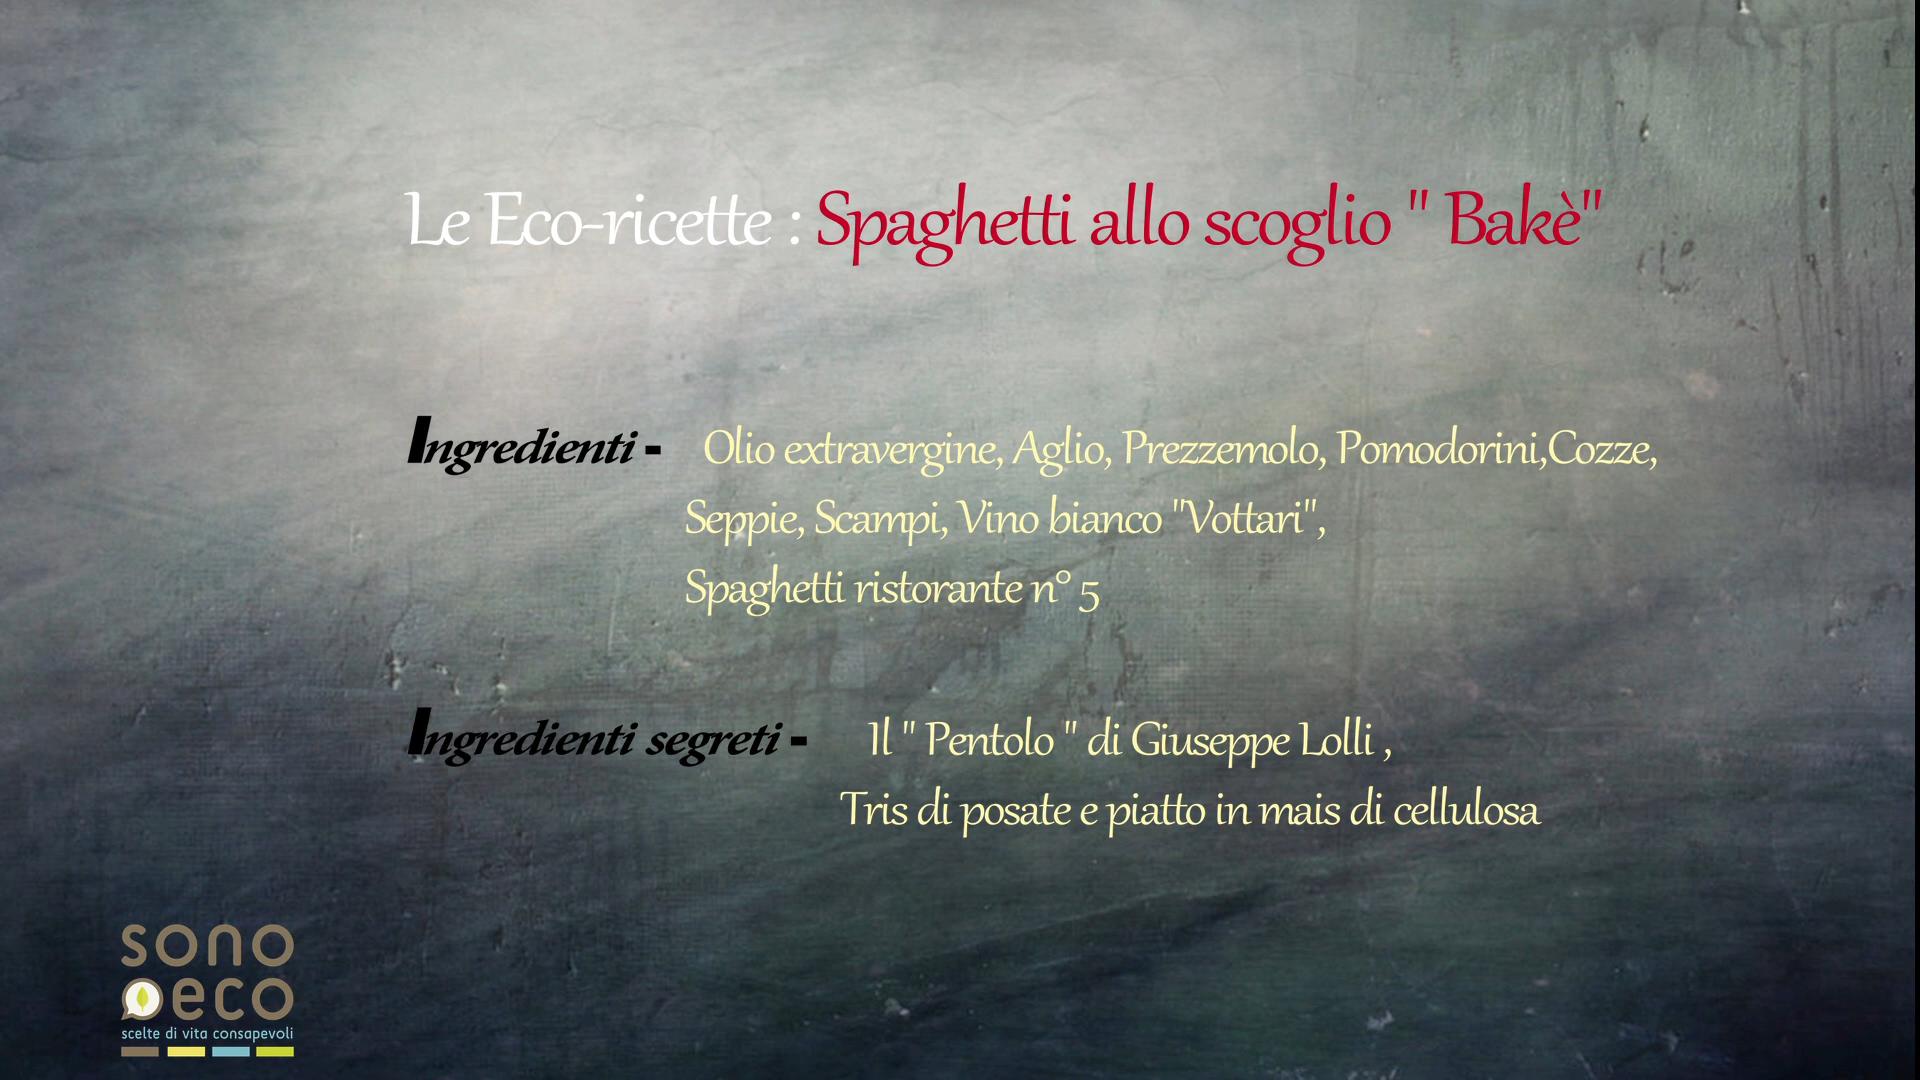 Le Eco-ricette : Spaghetti allo scoglio " Bakè"
Ingredienti - Olio extravergine, Aglio, Prezzemolo, Pomodorini,Cozze,
Seppie, Scampi, Vino bianco "Vottari",
Spaghetti ristorante n° 5
Ingredienti segreti - Il " Pentolo " di Giuseppe Lolli ,
Tris di posate e piatto in mais di cellulosa
sono
eco
scelte di vita consapevoli